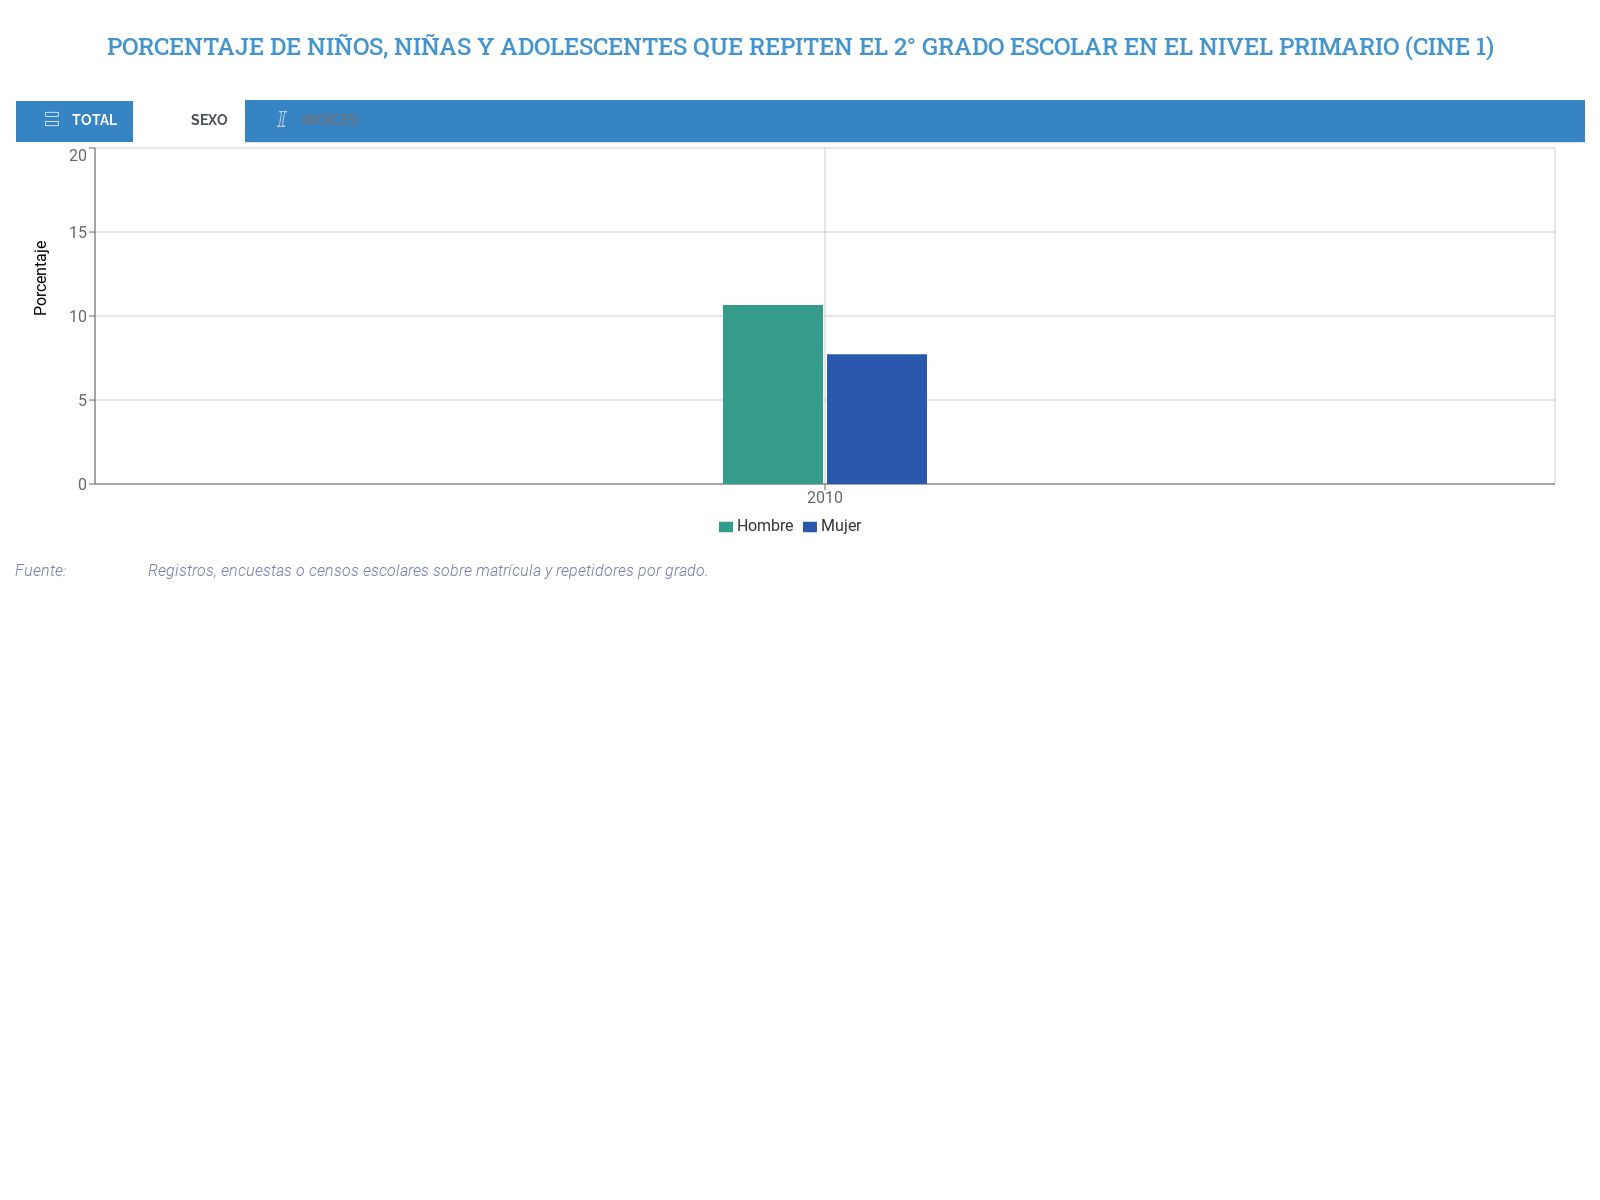 PORCENTAJE DE NIÑOS, NIÑAS Y ADOLESCENTES QUE REPITEN EL 2° GRADO ESCOLAR EN EL NIVEL PRIMARIO (CINE 1)
TOTAL SEXO INDICES
20
15
10
5
0
Porcentaje
2010
Hombre Mujer
Fuente: Registros, encuestas o censos escolares sobre matrícula y repetidores por grado.